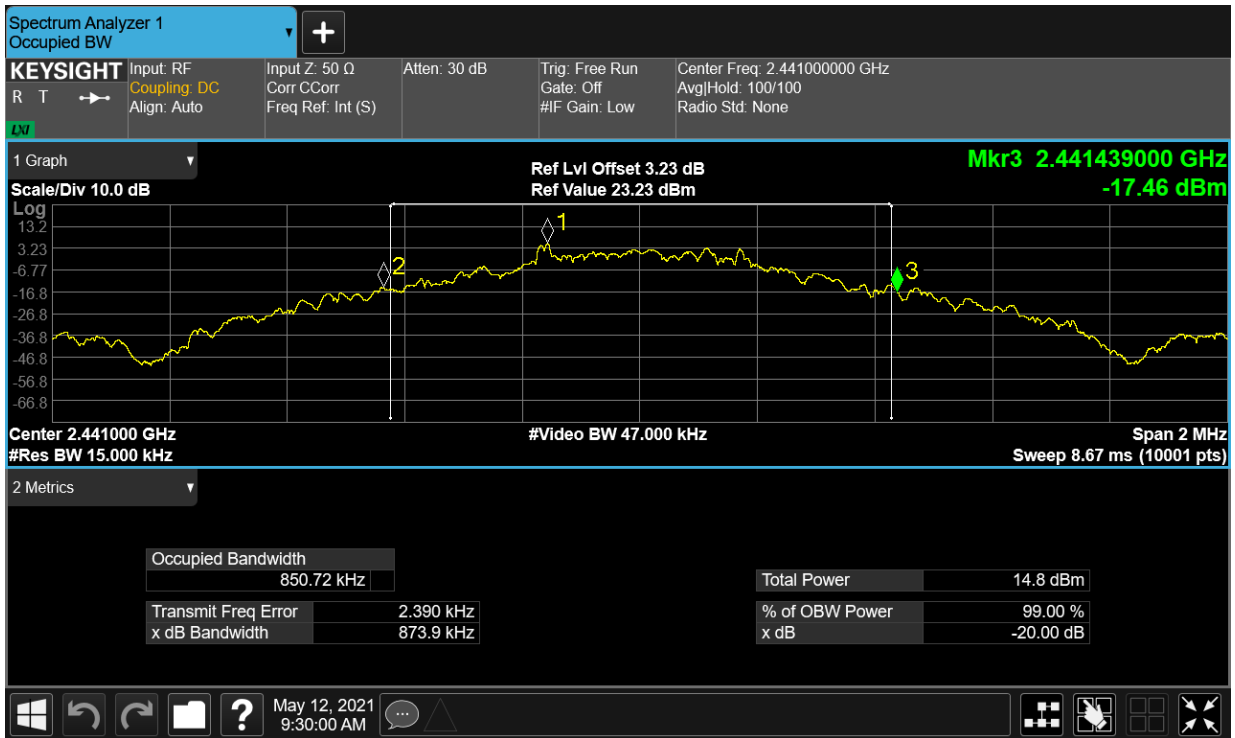 Spectrum Analyzer 1
Occupied BW
KEYSIGHT
R T
LXI
Input: RF
Coupling: DC
Align: Auto
Input Z: 50 Ω
Corr CCorr
Freq Ref: Int (S)
Atten: 30 dB
Trig: Free Run
Gate: Off
#IF Gain: Low
Center Freq: 2.441000000 GHz
Avg|Hold: 100/100
Radio Std: None
1 Graph
Scale/Div 10.0 dB
Ref Lvl Offset 3.23 dB
Ref Value 23.23 dBm
Mkr3 2.441439000 GHz
-17.46 dBm
Log
13.2
3.23
-6.77
-16.8
-26.8
-36.8
-46.8
-56.8
-66.8
1
2
3
Center 2.441000 GHz
#Res BW 15.000 kHz
#Video BW 47.000 kHz
Span 2 MHz
Sweep 8.67 ms (10001 pts)
2 Metrics
Occupied Bandwidth
850.72 kHz
Transmit Freq Error 2.390 kHz
x dB Bandwidth 873.9 kHz
Total Power 14.8 dBm
% of OBW Power 99.00 %
x dB -20.00 dB
?
May 12, 2021
9:30:00 AM